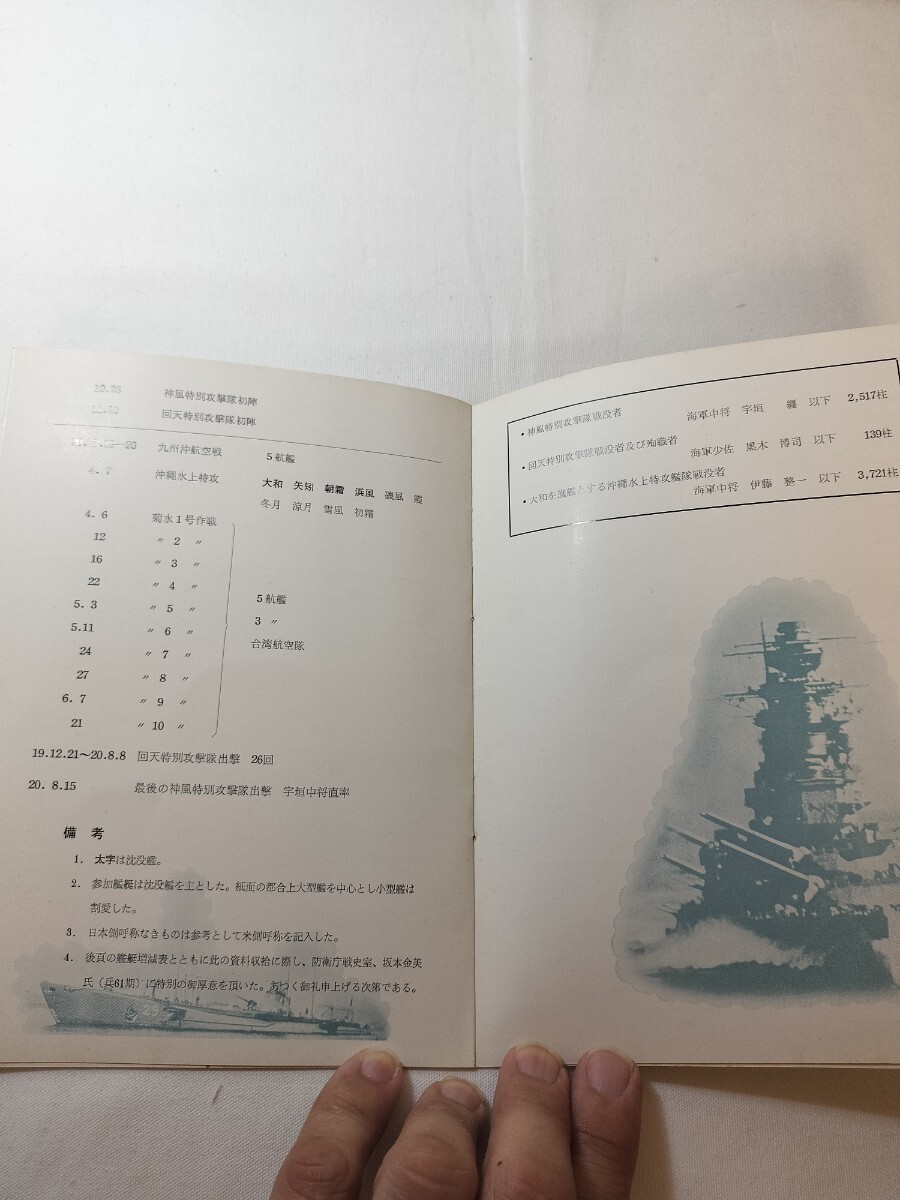 神風特別攻撃隊初陣
回天特別攻撃隊初陣
20 九州沖航空戦 5航艦
4. 7 沖縄水上特攻 大和 矢矧 朝霜 浜風 磯風 霞
冬月 涼月 雪風 初霜
4. 6 菊水1号作戦
12 〃 2 〃
16 〃 3 〃
22 〃 4 〃
5. 3 〃 5 〃 5航艦
5.11 〃 6 〃 3 〃
24 〃 7 〃 台湾航空隊
27 〃 8 〃
6. 7 〃 9 〃
21 〃 10 〃
19.12.21〜20.8.8 回天特別攻撃隊出撃 26回
20. 8.15 最後の神風特別攻撃隊出撃 宇垣中将直率
備考
1. 太字は沈没艦。
2. 参加艦艇は沈没艦を主とした。紙面の都合上大型艦を中心とし小型艦は
割愛した。
3. 日本側呼称なきものは参考として米側呼称を記入した。
4. 後頁の艦艇増減表とともに此の資料収拾に際し、防衛庁戦史室、坂本金美
氏（兵61期）に特別の御厚意を頂いた。あつく御礼申上げる次第である。
29
・神風特別攻撃隊戦没者 海軍中将 宇垣 纒 以下 2,517柱
・回天特別攻撃隊戦没者及び殉職者 海軍少佐 黒木 博司 以下 139柱
・大和を旗艦とする沖縄水上特攻艦隊戦没者 海軍中将 伊藤 整一 以下 3,721柱